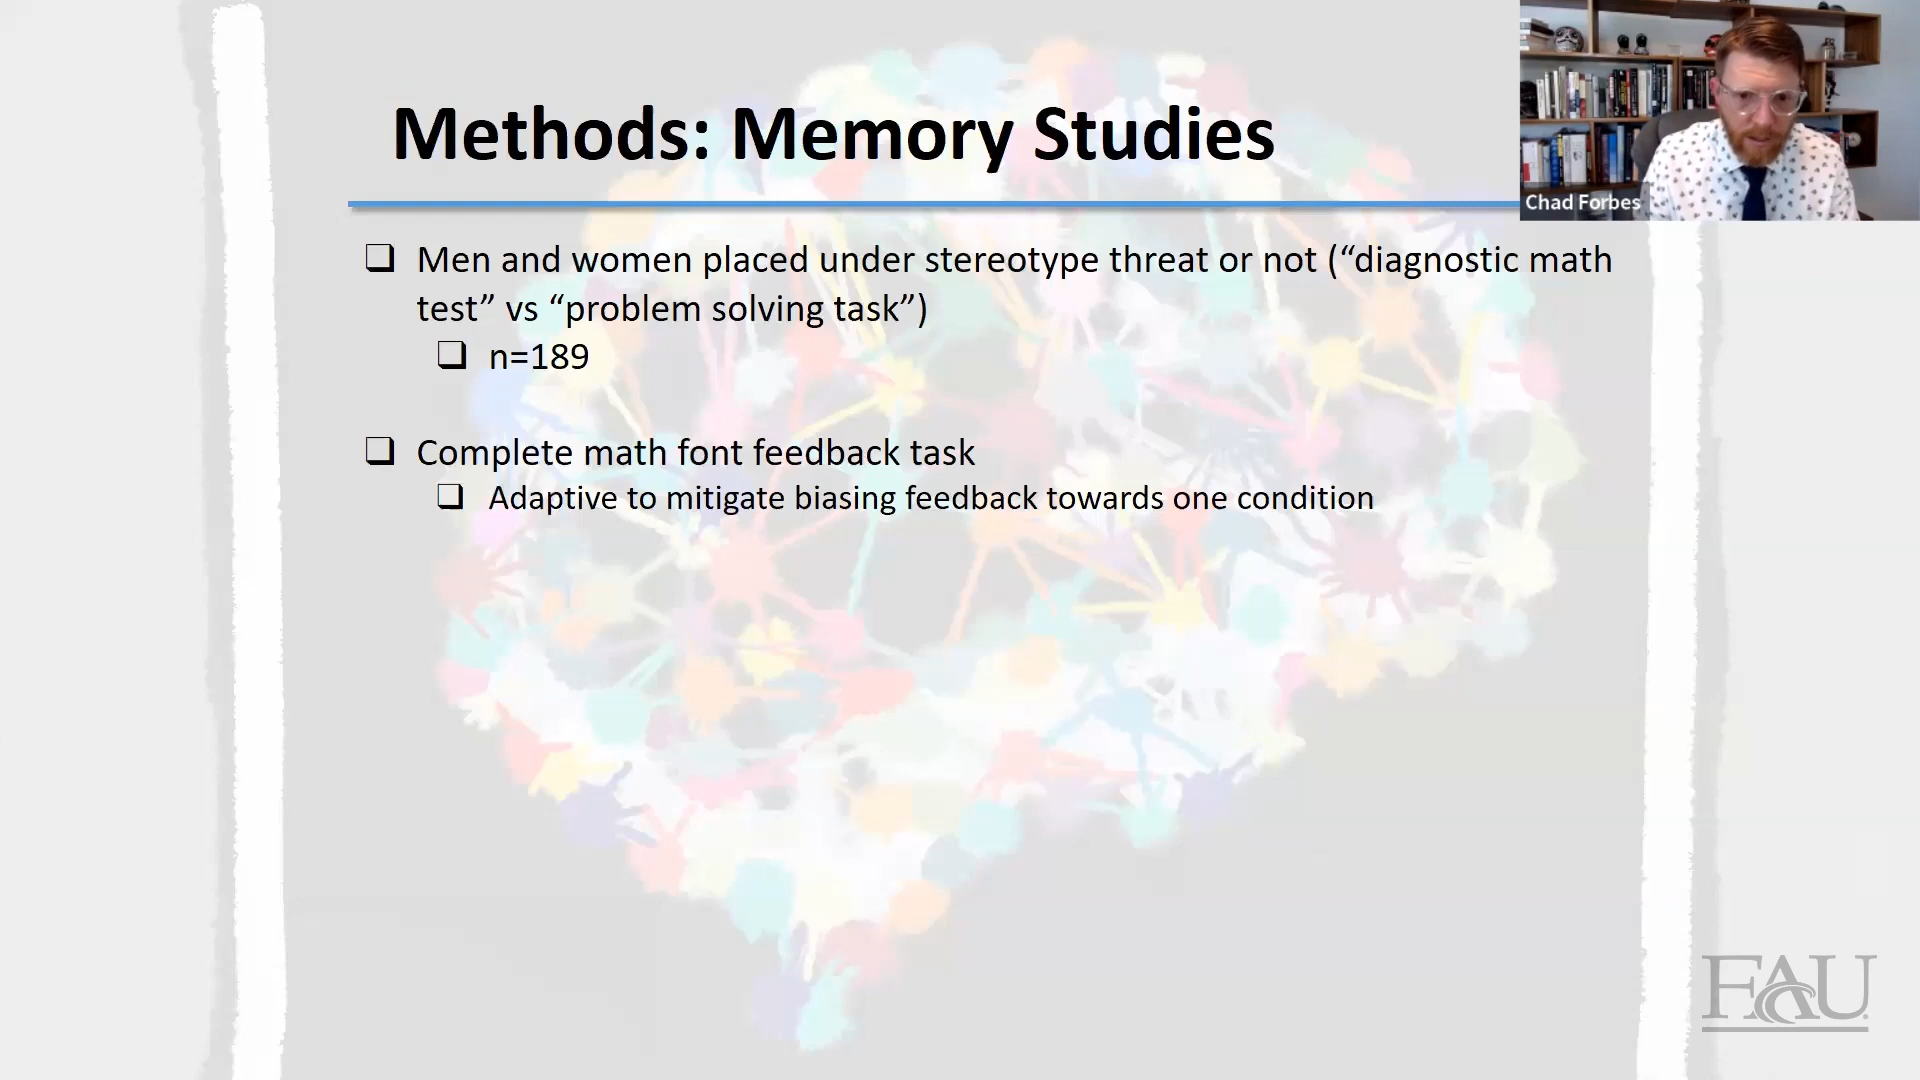 Methods: Memory Studies
Chad Forbes
❑ Men and women placed under stereotype threat or not (“diagnostic math
test” vs “problem solving task”)
❑ n=189
❑ Complete math font feedback task
❑ Adaptive to mitigate biasing feedback towards one condition
FAU